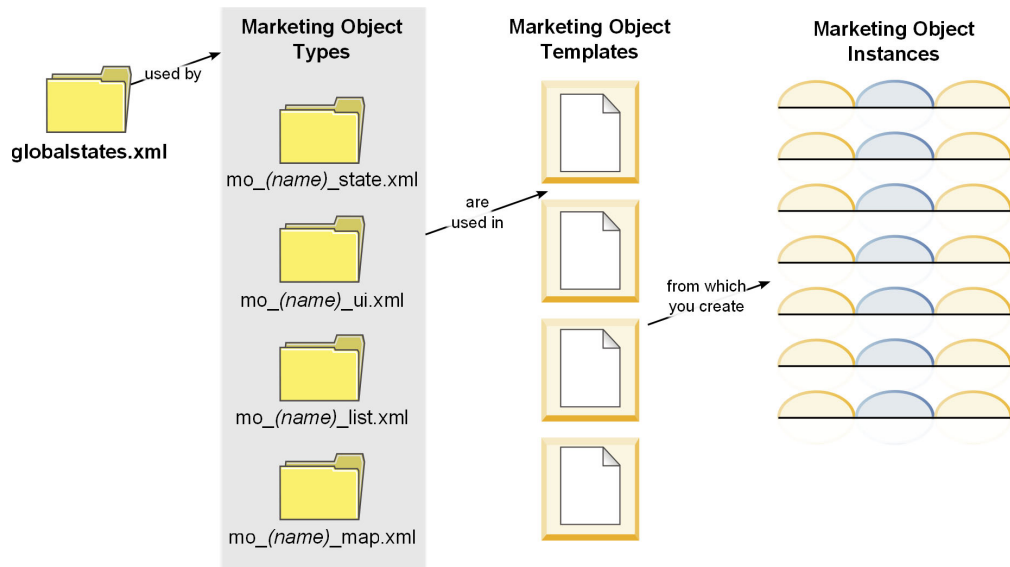 globalstates.xml
used by
Marketing Object
Types
mo_(name)_state.xml
mo_(name)_ui.xml
mo_(name)_list.xml
mo_(name)_map.xml
are
used in
Marketing Object
Templates
from which
you create
Marketing Object
Instances